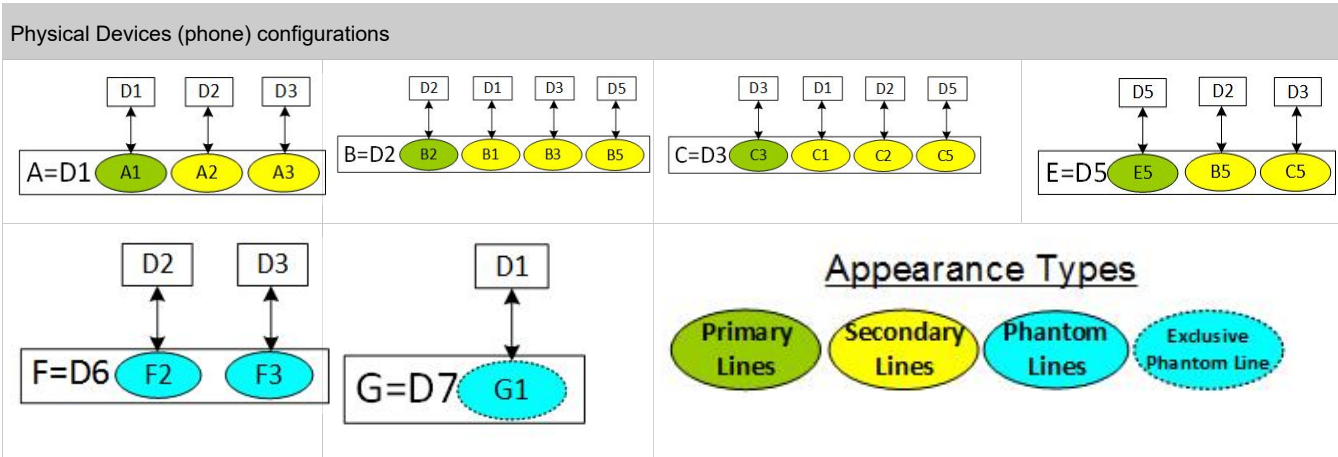 Physical Devices (phone) configurations
D1 D2 D3
A=D1 A1 A2 A3
D2 D1 D3 D5
B=D2 B2 B1 B3 B5
D3 D1 D2 D5
C=D3 C3 C1 C2 C5
D5 D2 D3
E=D5 E5 B5 C5
D2 D3
F=D6 F2 F3
D1
G=D7 G1
Appearance Types
Primary Lines
Secondary Lines
Phantom Lines
Exclusive Phantom Line